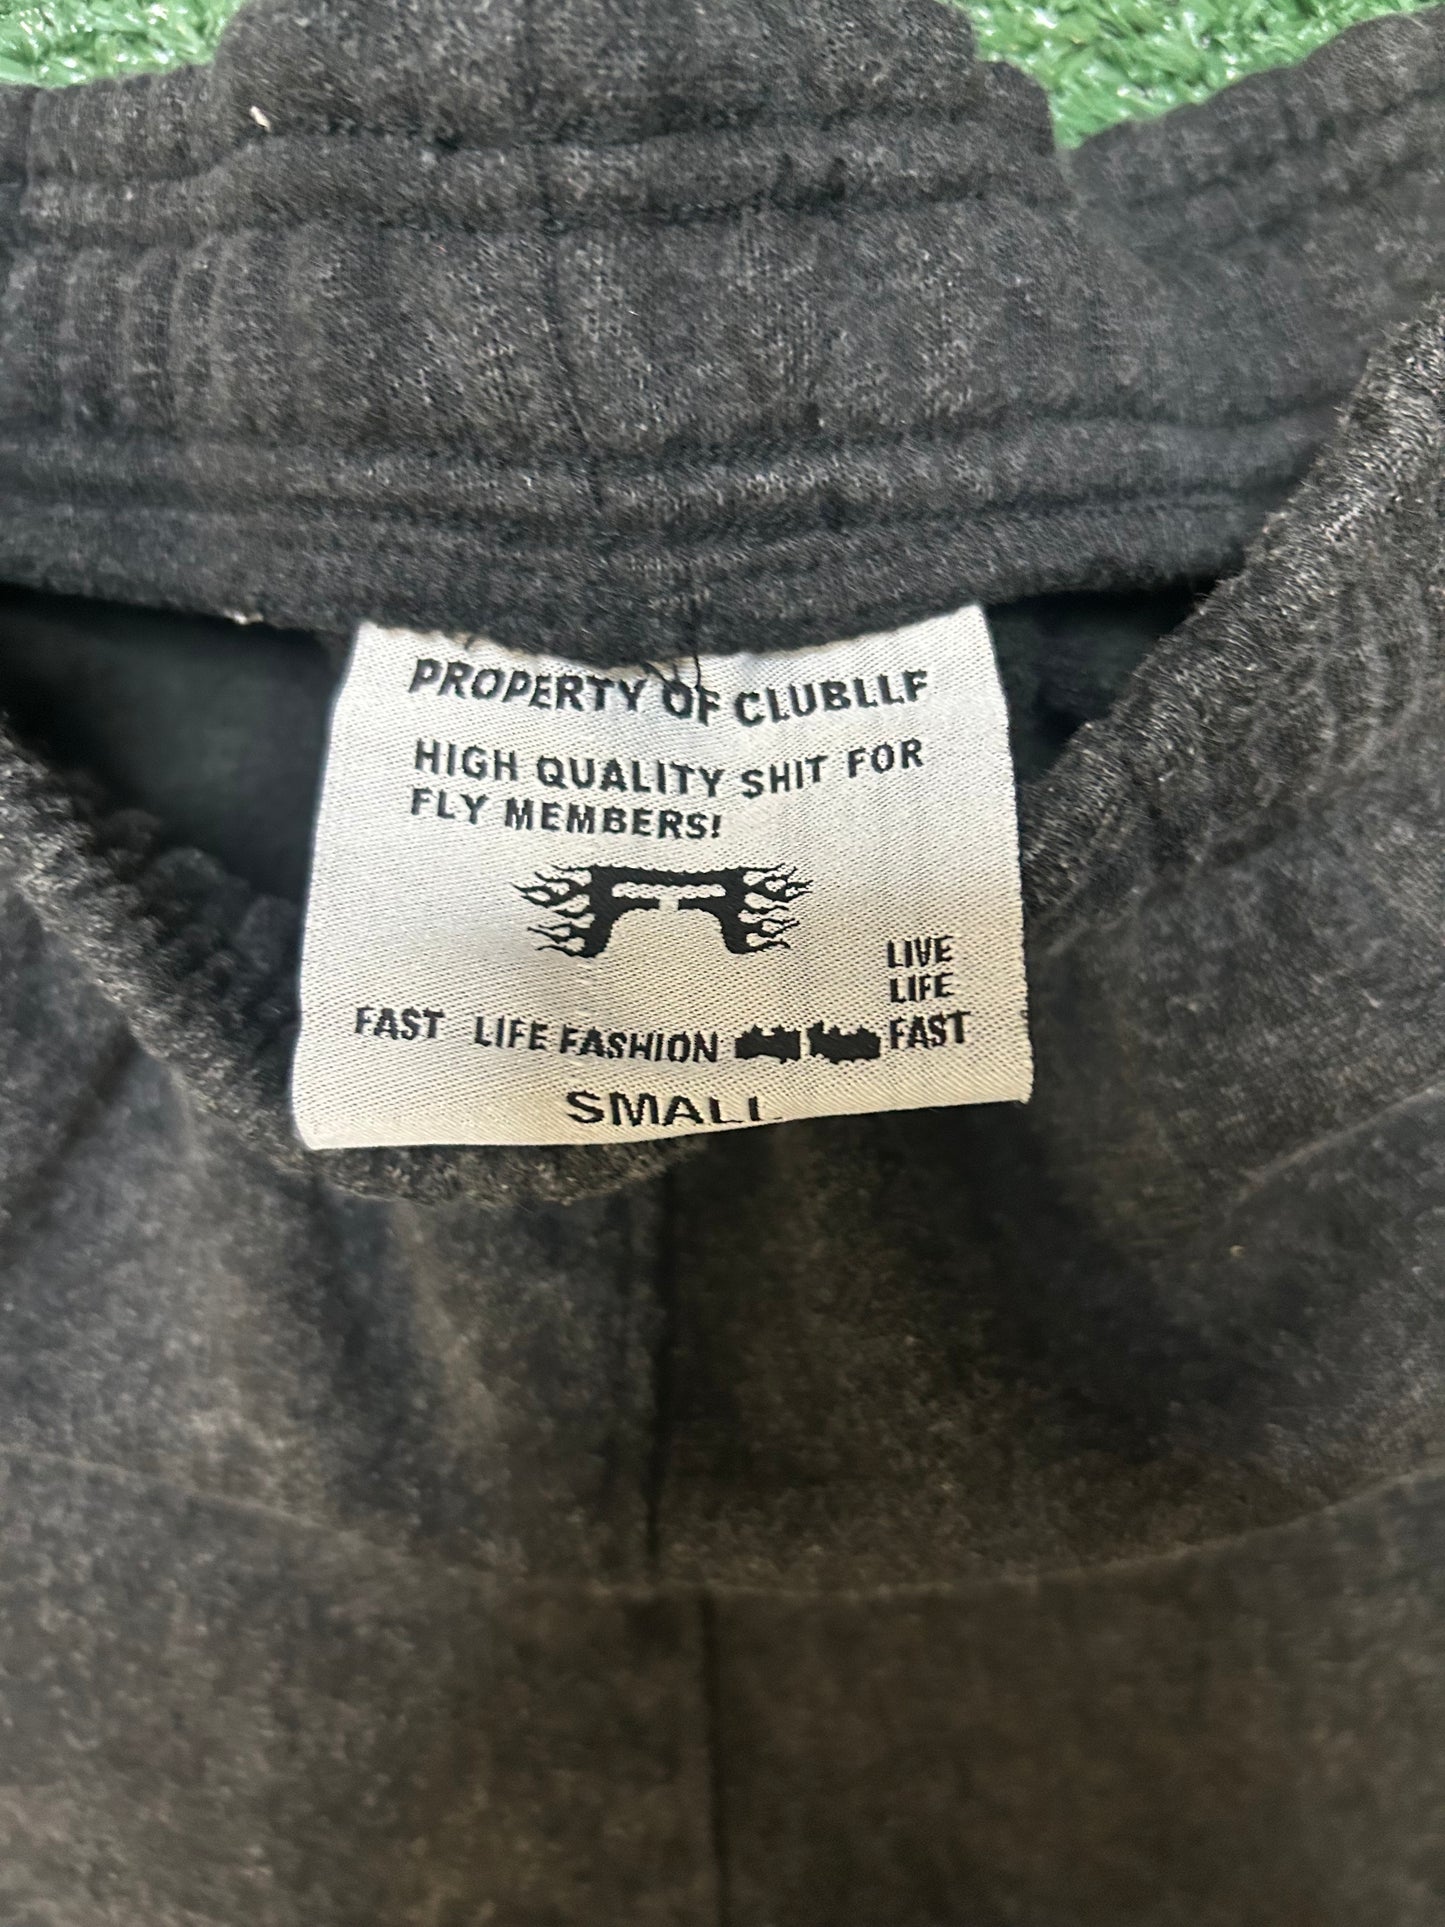 PROPERTY OF CLUBLLF
HIGH QUALITY SHIT FOR
FLY MEMBERS!
LIVE
LIFE
FAST LIFE FASHION FAST
SMALL